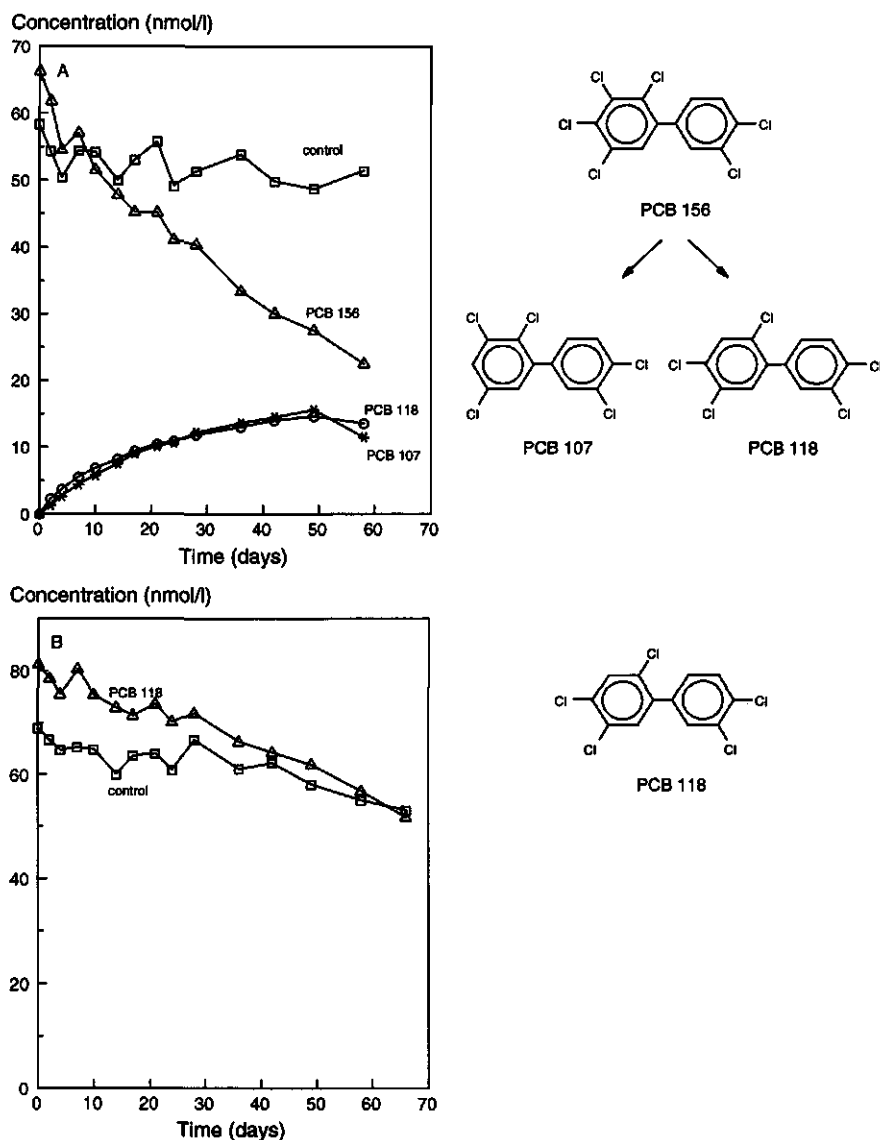 Concentration (nmol/l)
70
60
50
40
30
20
10
0
A
control
PCB 156
PCB 118
PCB 107
0 10 20 30 40 50 60 70
Time (days)
Cl Cl Cl
Cl Cl
Cl
PCB 156
Cl Cl
Cl
Cl Cl
PCB 107
Cl
Cl Cl
Cl Cl
PCB 118
Concentration (nmol/l)
80
60
40
20
0
B
PCB 118
control
0 10 20 30 40 50 60 70
Time (days)
Cl
Cl Cl
Cl Cl
PCB 118